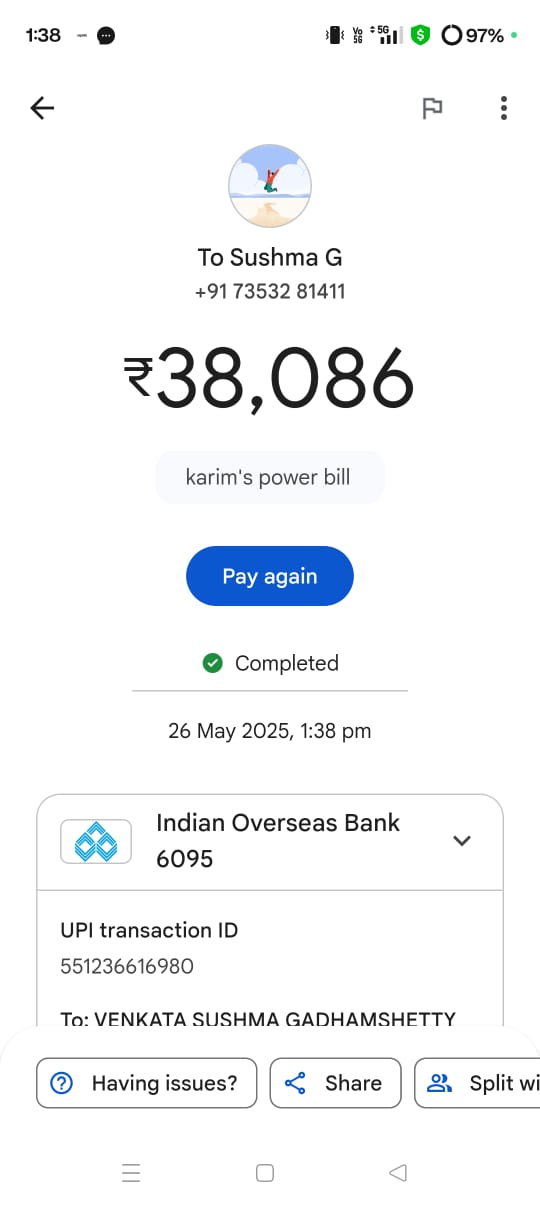 1:38
Vo 5G
5G
97%
To Sushma G
+91 73532 81411
₹38,086
karim's power bill
Pay again
Completed
26 May 2025, 1:38 pm
Indian Overseas Bank
6095
UPI transaction ID
551236616980
To: VENKATA SUSHMA GADHAMSHETTY
Having issues?
Share
Split wi